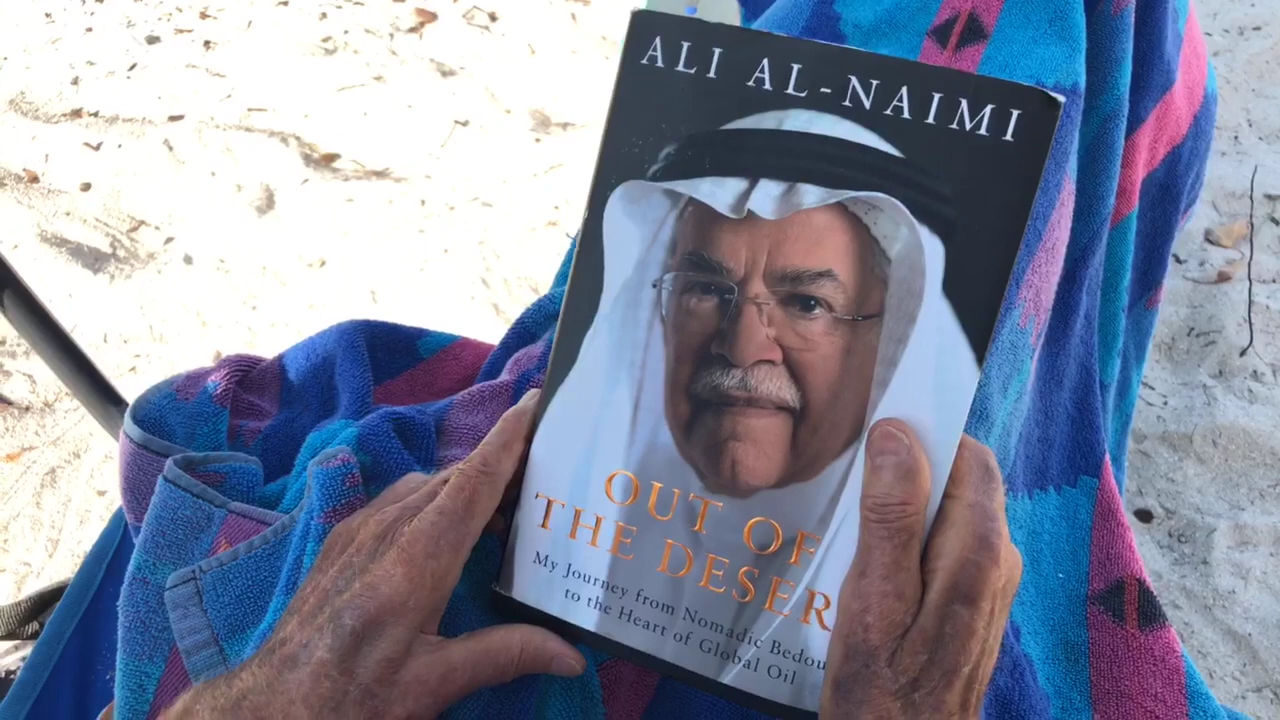 ALI AL-NAIMI
OUT OF
THE DESER
My Journey from Nomadic Bedou
to the Heart of Global Oil